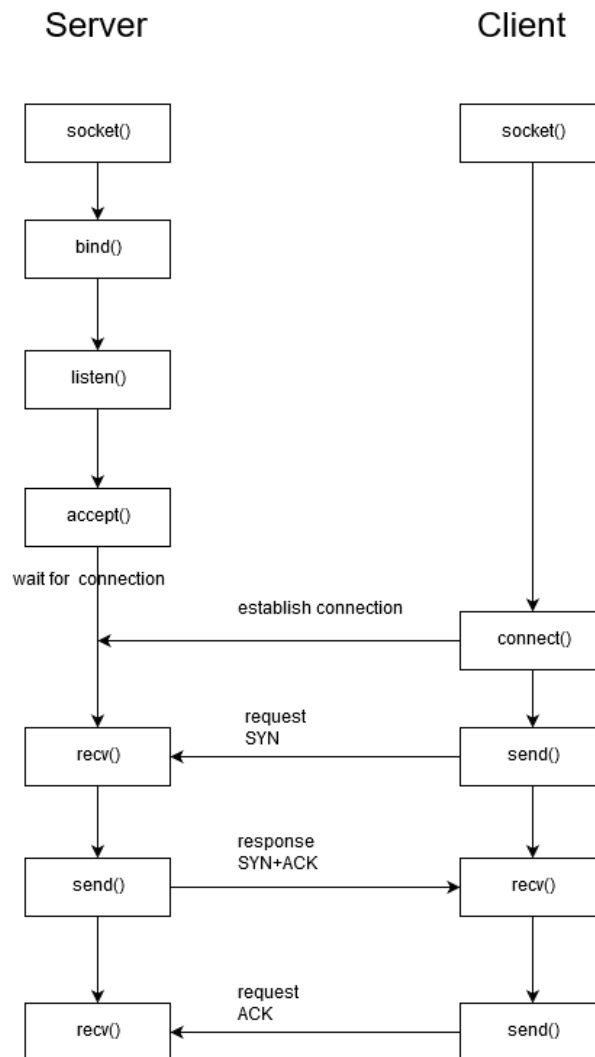 Server
Client
socket()
socket()
bind()
listen()
accept()
wait for connection
establish connection
connect()
request
SYN
recv()
send()
response
SYN+ACK
send()
recv()
request
ACK
recv()
send()